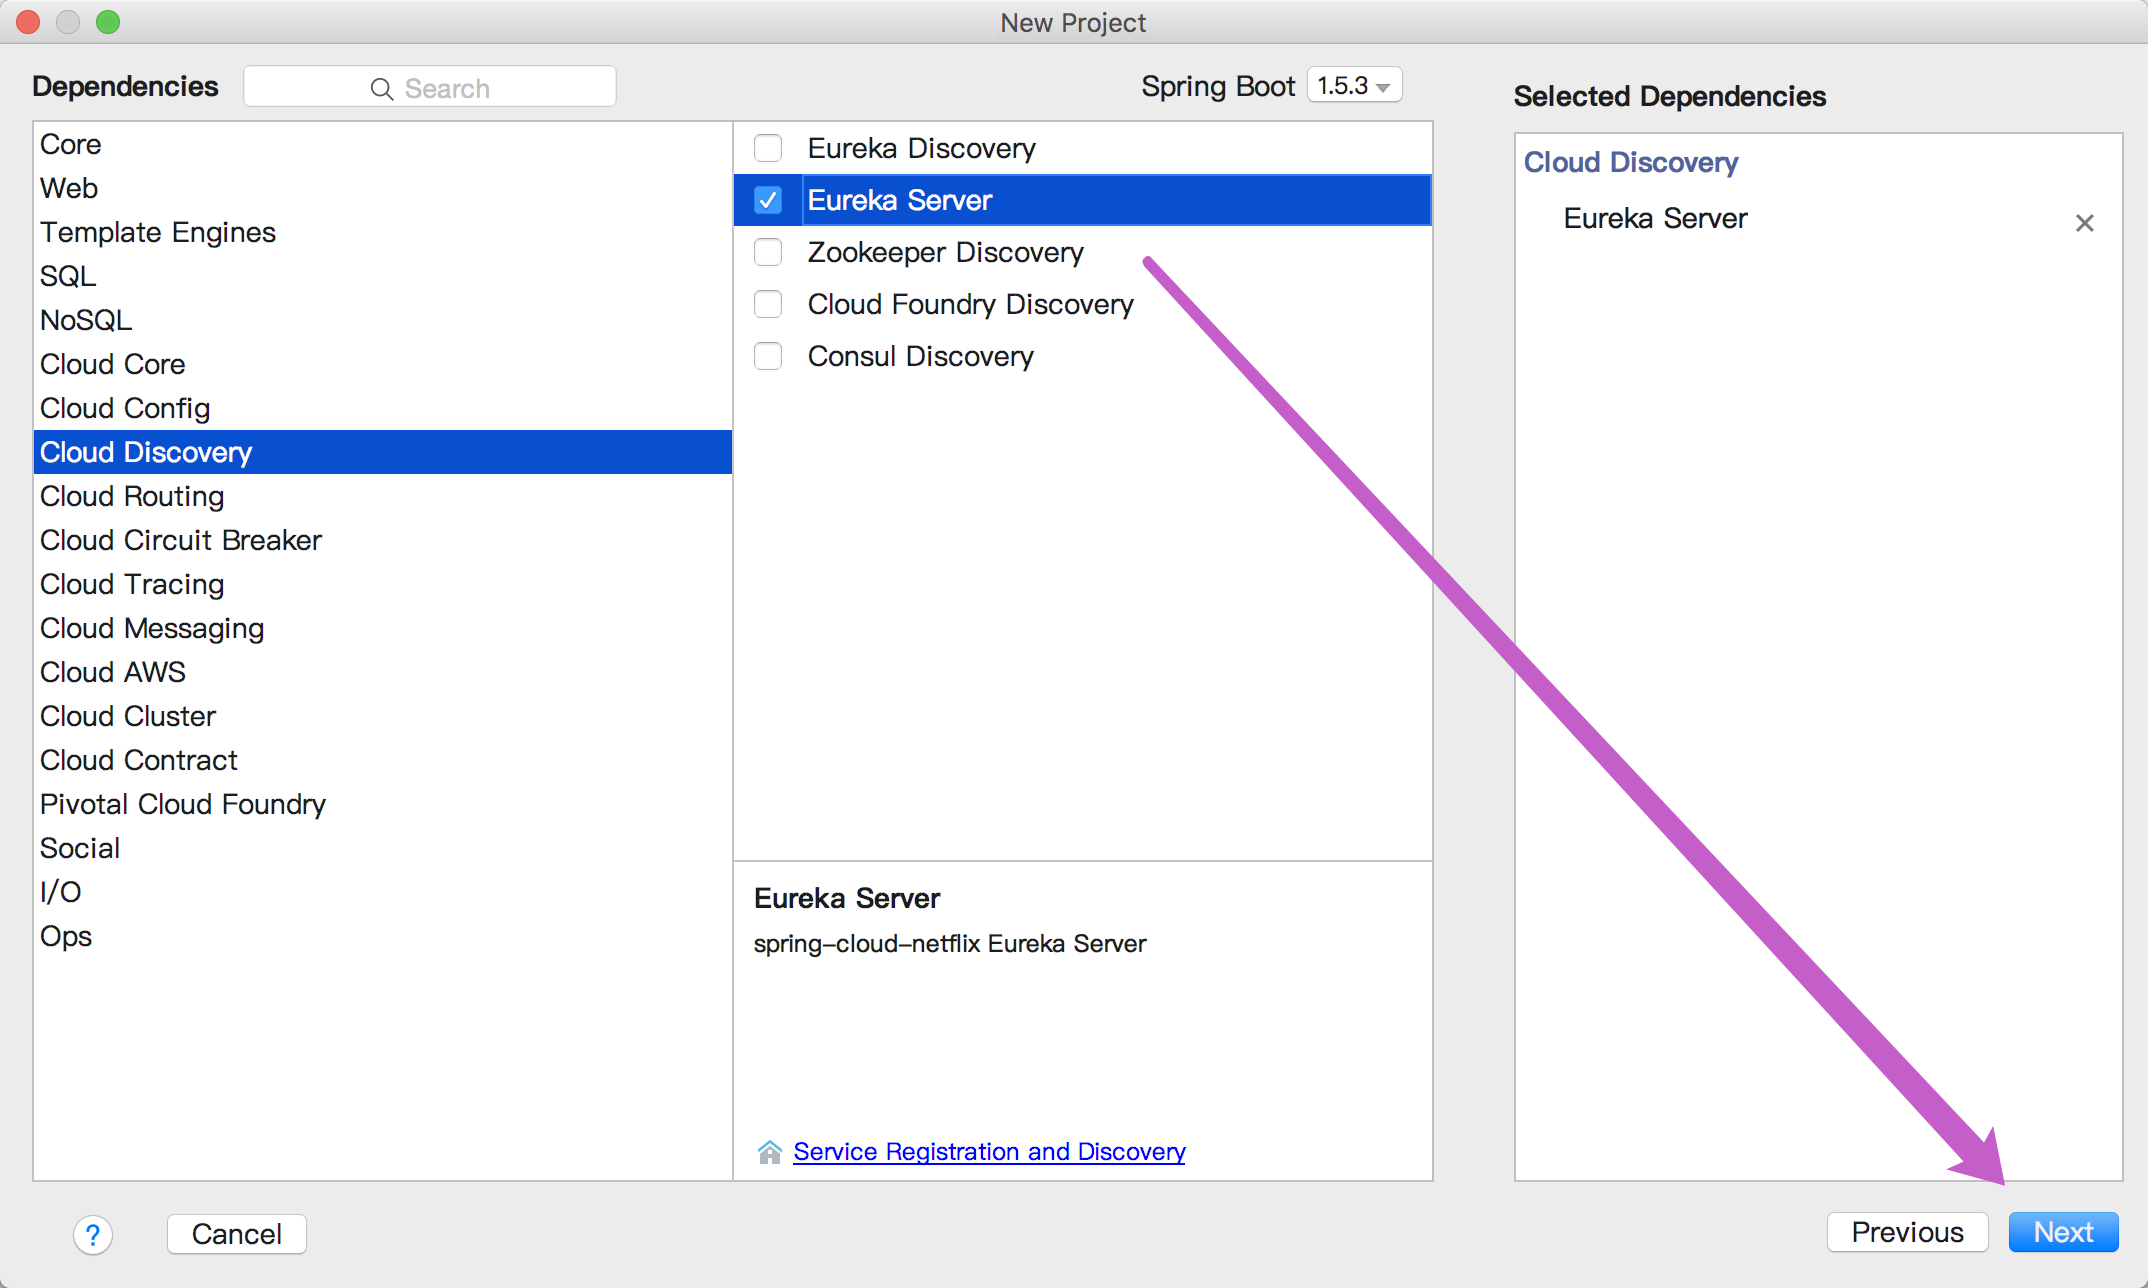 New Project
Dependencies
Search
Spring Boot
1.5.3
Selected Dependencies
Core
Web
Template Engines
SQL
NoSQL
Cloud Core
Cloud Config
Cloud Discovery
Cloud Routing
Cloud Circuit Breaker
Cloud Tracing
Cloud Messaging
Cloud AWS
Cloud Cluster
Cloud Contract
Pivotal Cloud Foundry
Social
I/O
Ops
Eureka Discovery
Eureka Server
Zookeeper Discovery
Cloud Foundry Discovery
Consul Discovery
Eureka Server
spring-cloud-netflix Eureka Server
Service Registration and Discovery
Cloud Discovery
Eureka Server
?
Cancel
Previous
Next